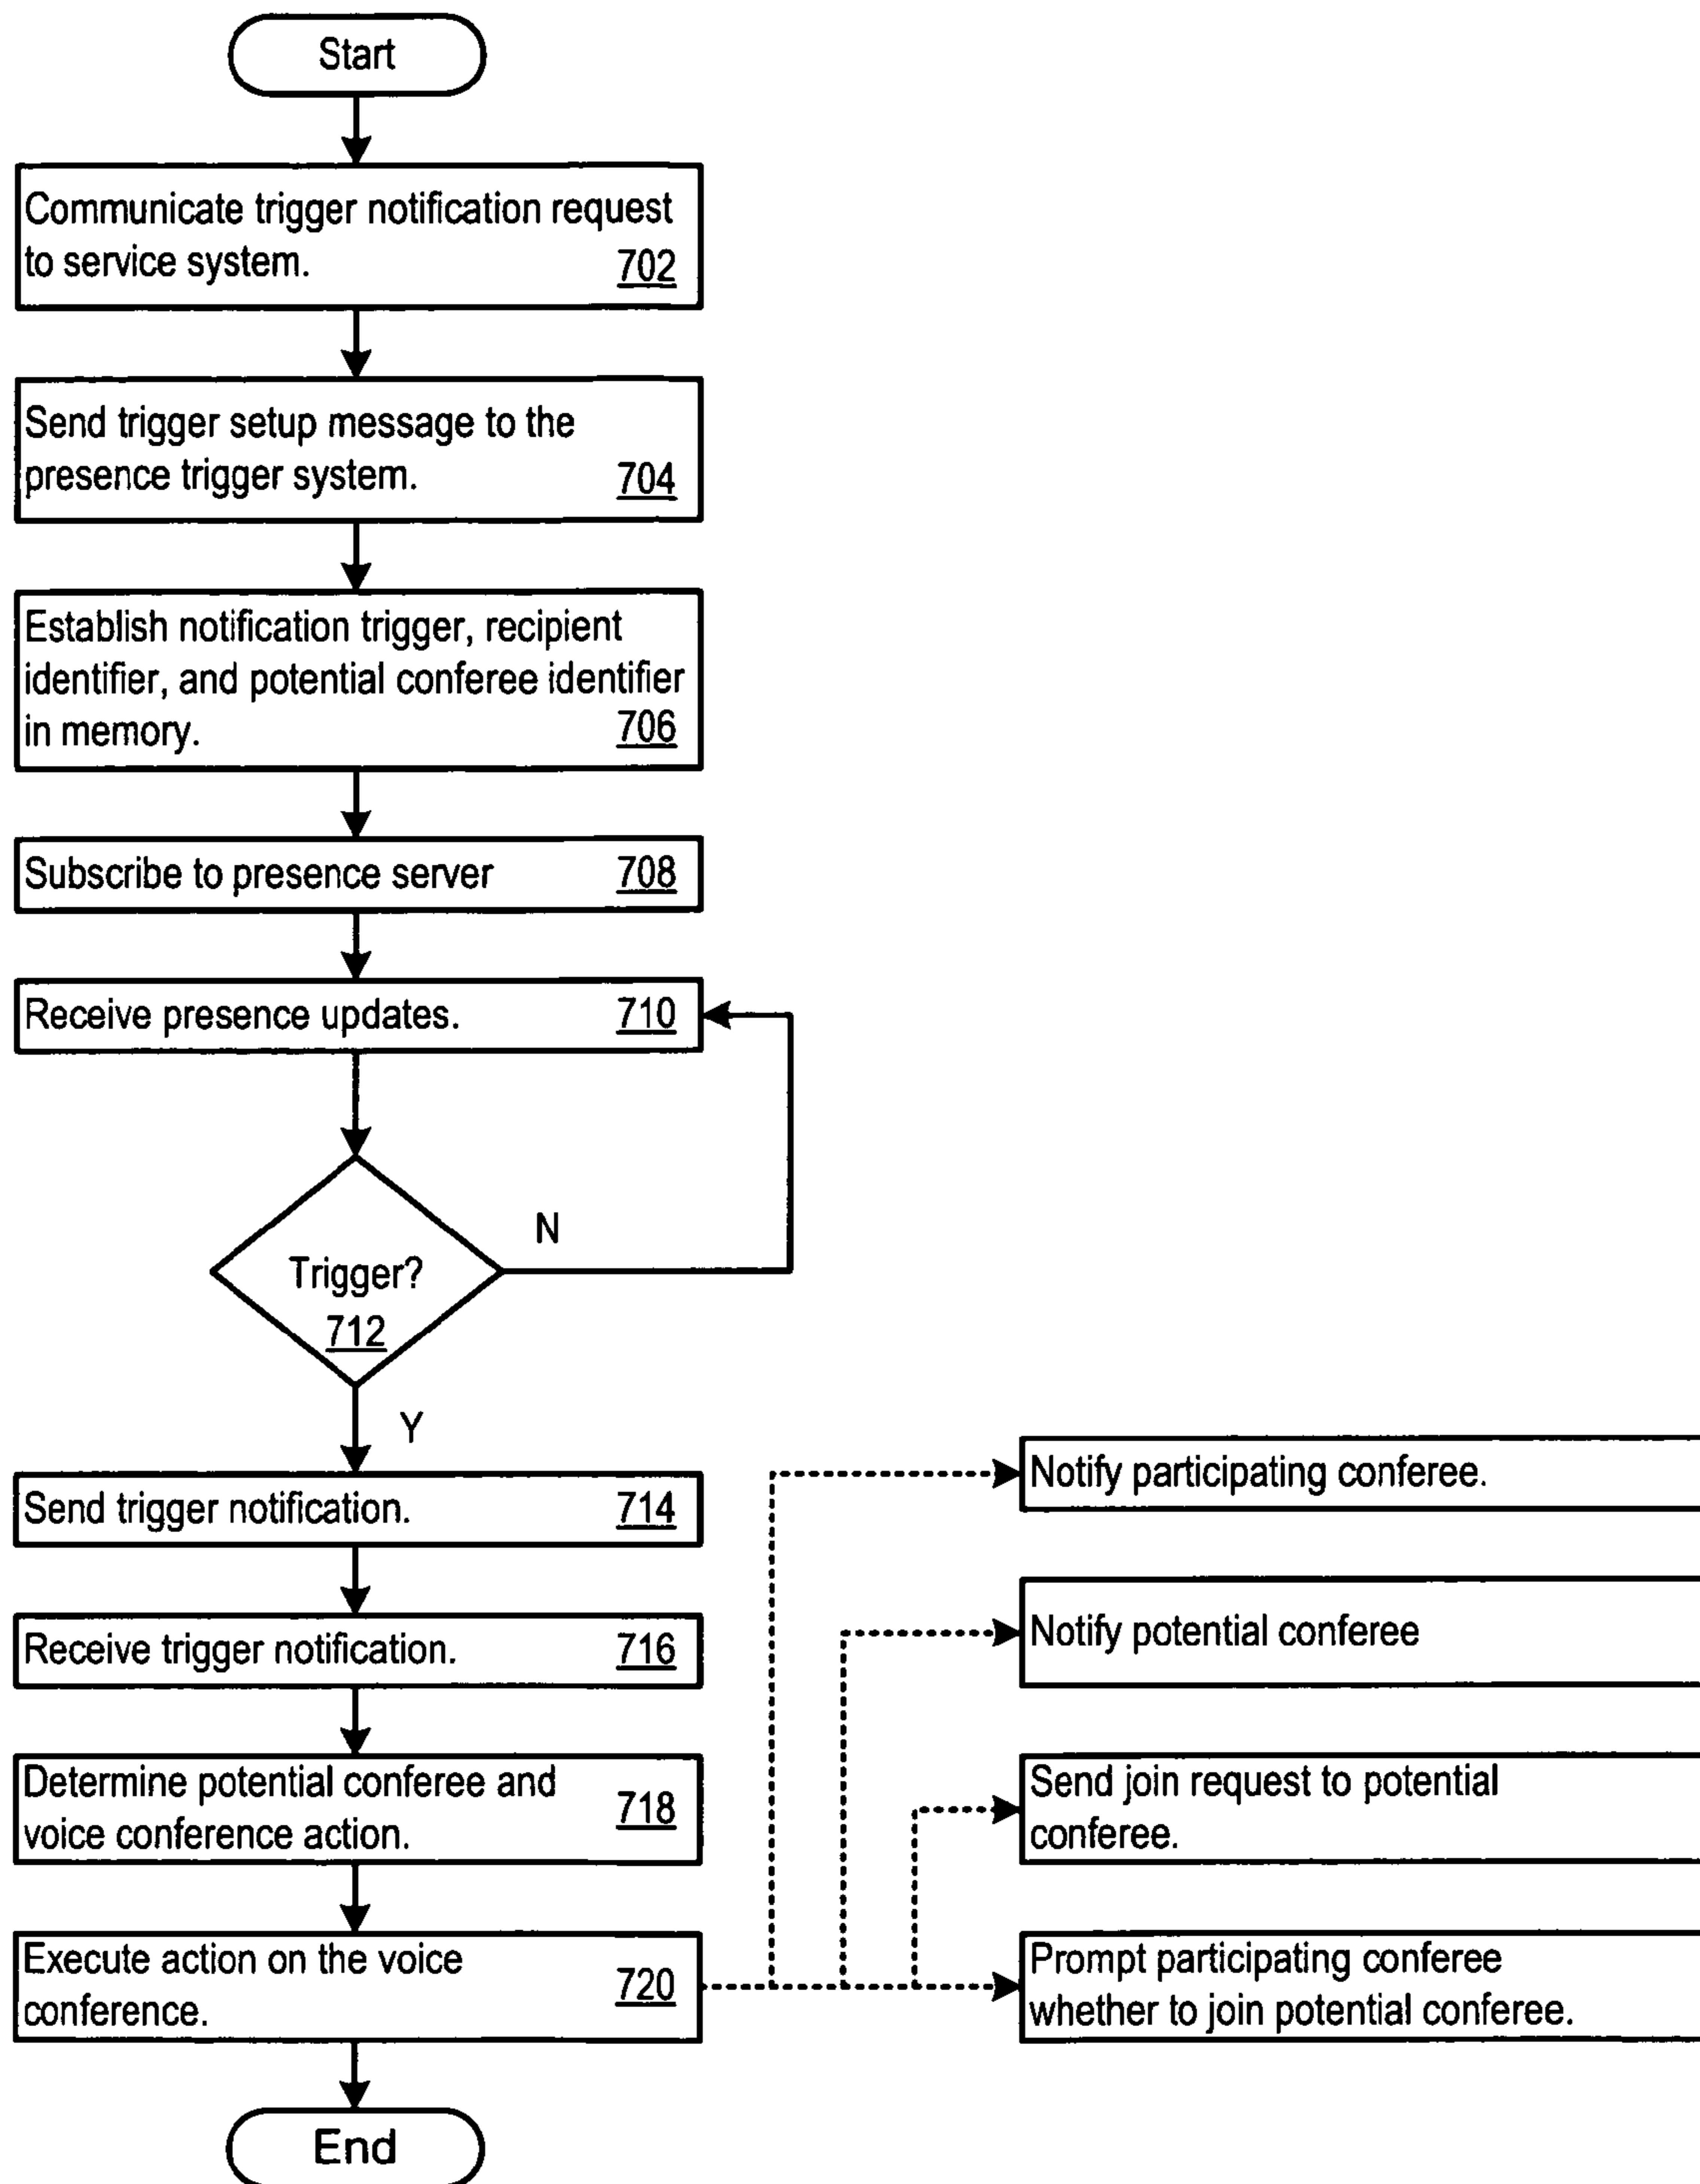 Start
Communicate trigger notification request
to service system. 702
Send trigger setup message to the
presence trigger system. 704
Establish notification trigger, recipient
identifier, and potential conferee identifier
in memory. 706
Subscribe to presence server 708
Receive presence updates. 710
Trigger?
712
N
Y
Send trigger notification. 714
Receive trigger notification. 716
Determine potential conferee and
voice conference action. 718
Execute action on the voice
conference. 720
End
Notify participating conferee.
Notify potential conferee
Send join request to potential
conferee.
Prompt participating conferee
whether to join potential conferee.